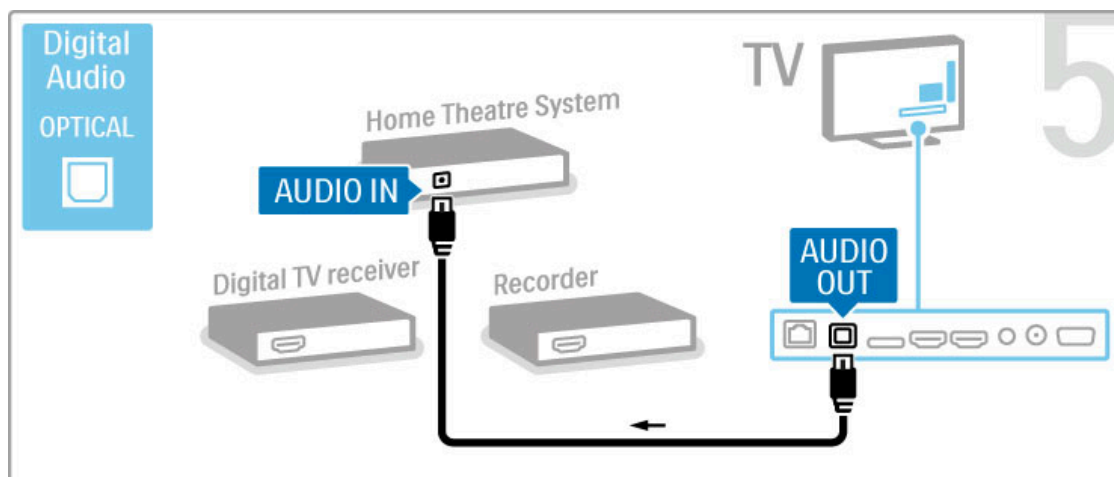 Digital
Audio
OPTICAL
TV
5
Home Theatre System
AUDIO IN
Digital TV receiver
Recorder
AUDIO
OUT